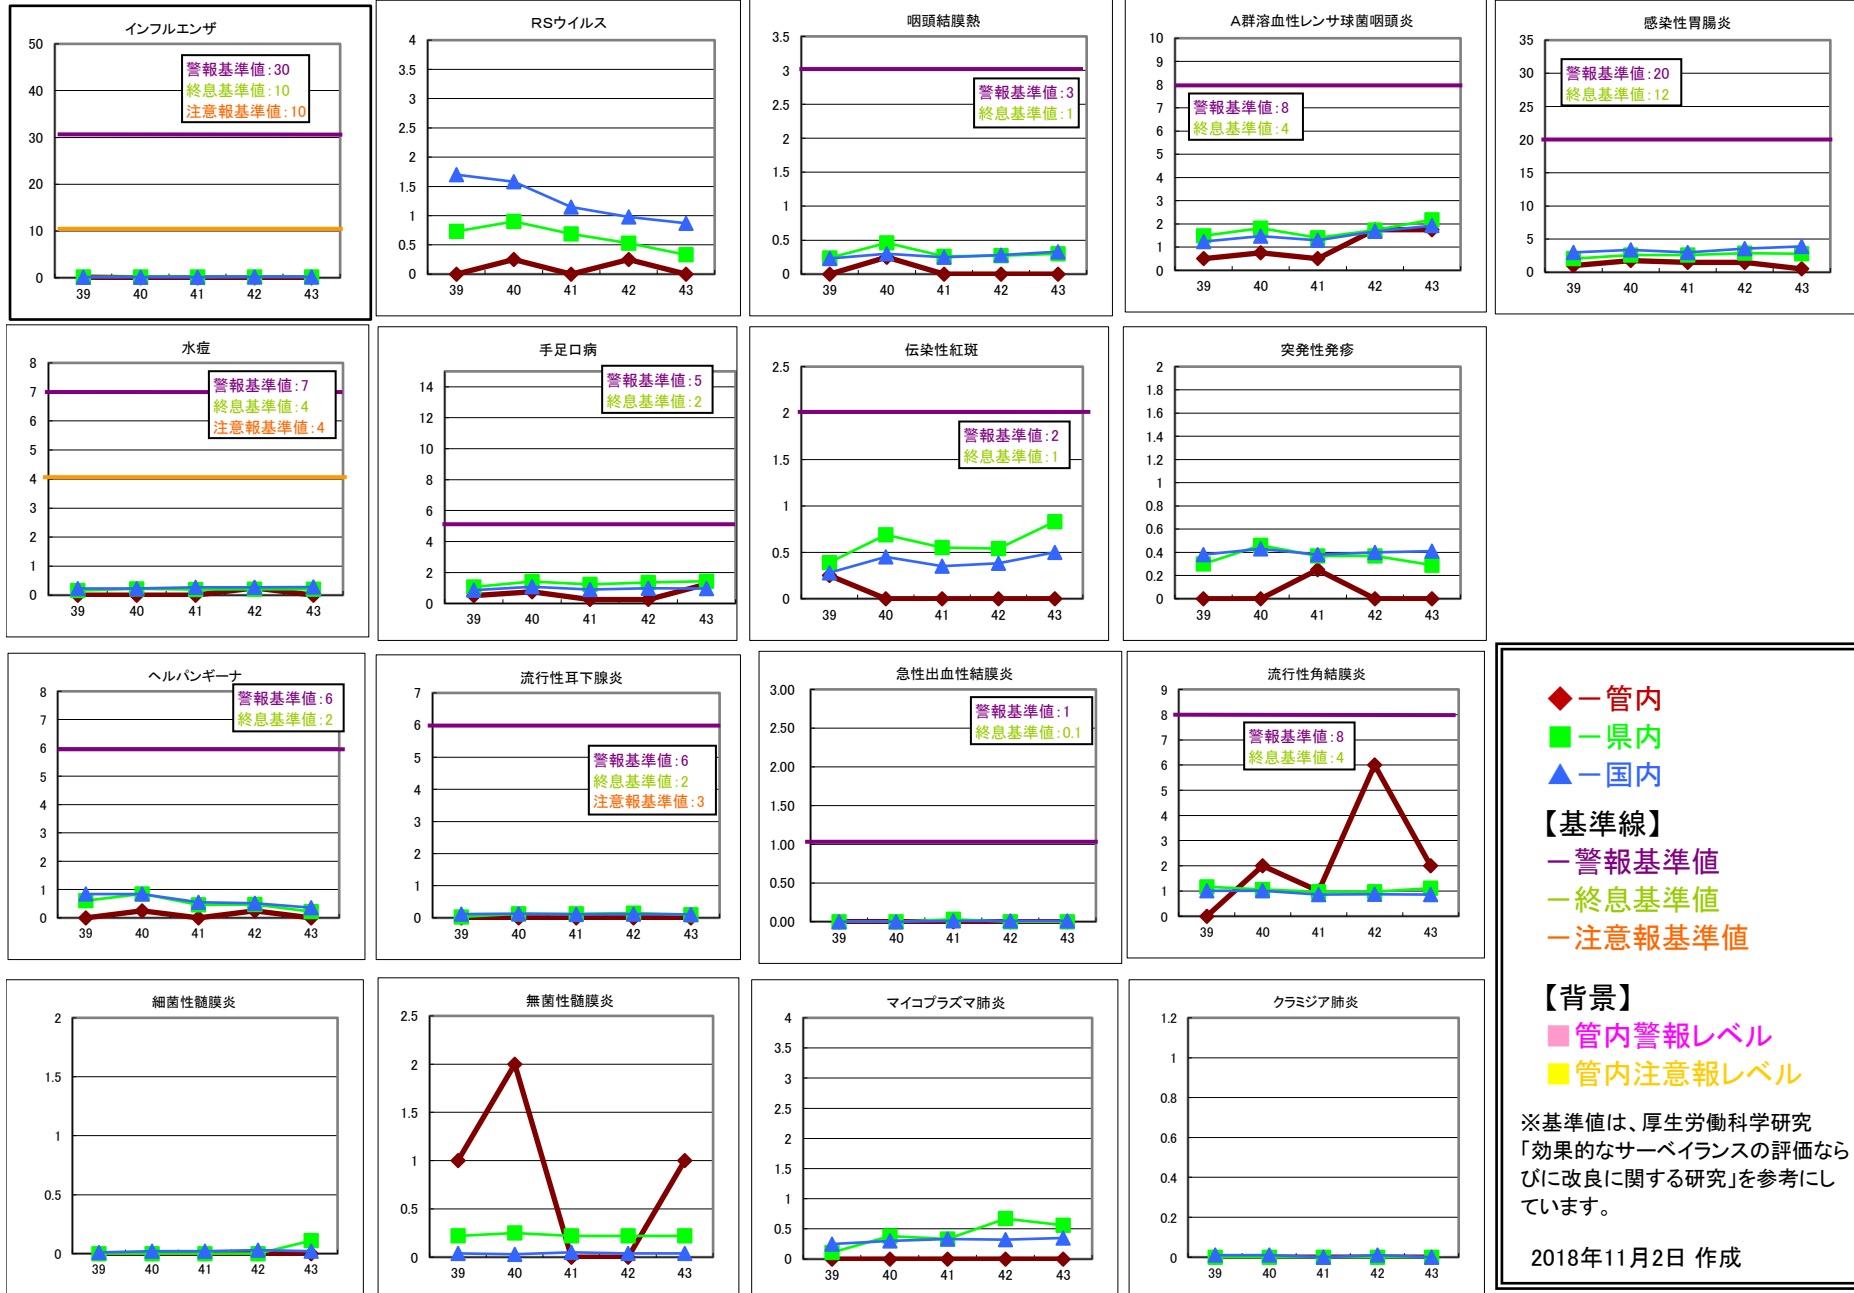 インフルエンザ
50
40
30
20
10
0
警報基準値:30
終息基準値:10
注意報基準値:10
39 40 41 42 43
RSウイルス
4
3.5
3
2.5
2
1.5
1
0.5
0
39 40 41 42 43
咽頭結膜熱
3.5
3
2.5
2
1.5
1
0.5
0
警報基準値:3
終息基準値:1
39 40 41 42 43
A群溶血性レンサ球菌咽頭炎
10
9
8
7
6
5
4
3
2
1
0
警報基準値:8
終息基準値:4
39 40 41 42 43
感染性胃腸炎
35
30
25
20
15
10
5
0
警報基準値:20
終息基準値:12
39 40 41 42 43
水痘
8
7
6
5
4
3
2
1
0
警報基準値:7
終息基準値:4
注意報基準値:4
39 40 41 42 43
手足口病
14
12
10
8
6
4
2
0
警報基準値:5
終息基準値:2
39 40 41 42 43
伝染性紅斑
2.5
2
1.5
1
0.5
0
警報基準値:2
終息基準値:1
39 40 41 42 43
突発性発疹
2
1.8
1.6
1.4
1.2
1
0.8
0.6
0.4
0.2
0
39 40 41 42 43
ヘルパンギーナ
8
7
6
5
4
3
2
1
0
警報基準値:6
終息基準値:2
39 40 41 42 43
流行性耳下腺炎
7
6
5
4
3
2
1
0
警報基準値:6
終息基準値:2
注意報基準値:3
39 40 41 42 43
急性出血性結膜炎
3.00
2.50
2.00
1.50
1.00
0.50
0.00
警報基準値:1
終息基準値:0.1
39 40 41 42 43
流行性角結膜炎
9
8
7
6
5
4
3
2
1
0
警報基準値:8
終息基準値:4
39 40 41 42 43
細菌性髄膜炎
2
1.5
1
0.5
0
39 40 41 42 43
無菌性髄膜炎
2.5
2
1.5
1
0.5
0
39 40 41 42 43
マイコプラズマ肺炎
4
3.5
3
2.5
2
1.5
1
0.5
0
39 40 41 42 43
クラミジア肺炎
1.2
1
0.8
0.6
0.4
0.2
0
39 40 41 42 43
◆－管内
■－県内
▲－国内
【基準線】
－警報基準値
－終息基準値
－注意報基準値
【背景】
■管内警報レベル
■管内注意報レベル
※基準値は、厚生労働科学研究
「効果的なサーベイランスの評価なら
びに改良に関する研究」を参考にし
ています。
2018年11月2日 作成